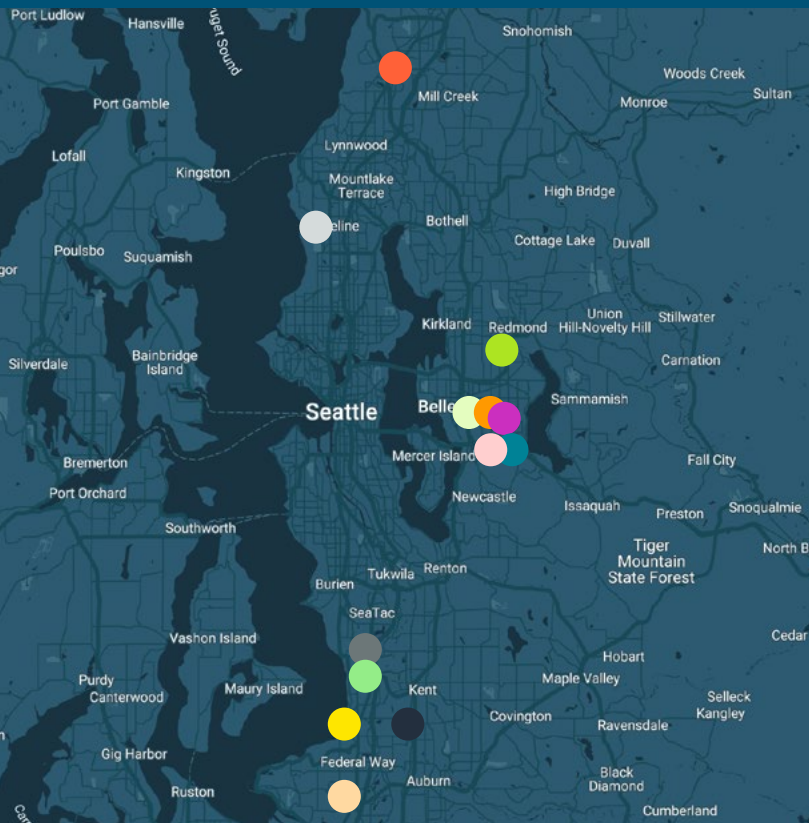 Port Ludlow
Hansville
Snohomish
Woods Creek
Sultan
Port Gamble
Mill Creek
Monroe
Lynnwood
Lofall
Kingston
Mountlake
Terrace
High Bridge
Bothell
eline
Cottage Lake
Duvall
Poulsbo
Suquamish
Union
Hill-Novelty Hill
Stillwater
Kirkland
Redmond
Silverdale
Bainbridge
Island
Carnation
Sammamish
Seattle
Belle
Mercer Island
Bremerton
Fall City
Port Orchard
Newcastle
Issaquah
Preston
Snoqualmie
Southworth
Tiger
Mountain
State Forest
North B
Burien
Tukwila
Renton
SeaTac
Vashon Island
Cedar
Hobart
Purdy
Canterwood
Maury Island
Kent
Maple Valley
Selleck
Kangley
Covington
Ravensdale
Gig Harbor
Federal Way
Auburn
Black
Diamond
Ruston
Cumberland